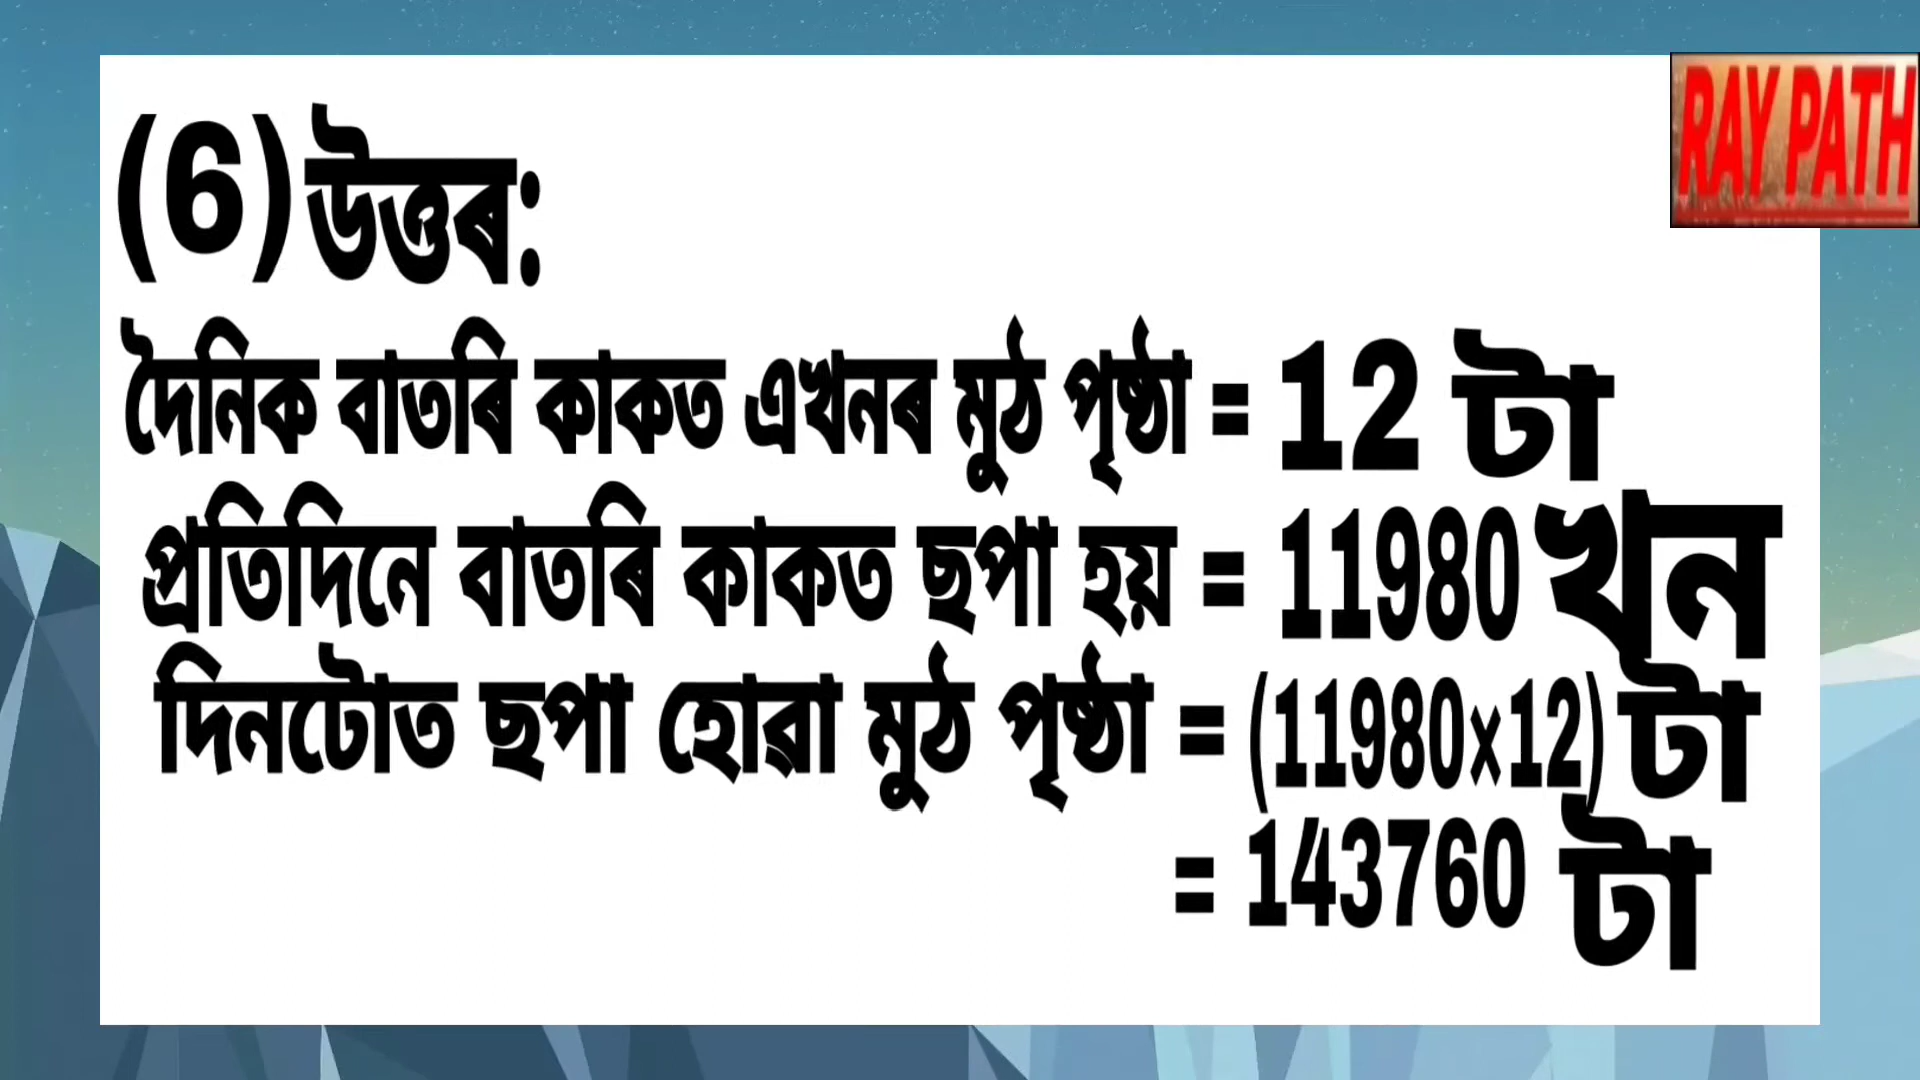 RAY PATH
(6) উত্তৰ:
দৈনিক বাতৰি কাকত এখনৰ মুঠ পৃষ্ঠা = 12 টা
প্ৰতিদিনে বাতৰি কাকত ছপা হয় = 11980 খন
দিনটোত ছপা হোৱা মুঠ পৃষ্ঠা = (11980×12) টা
= 143760 টা